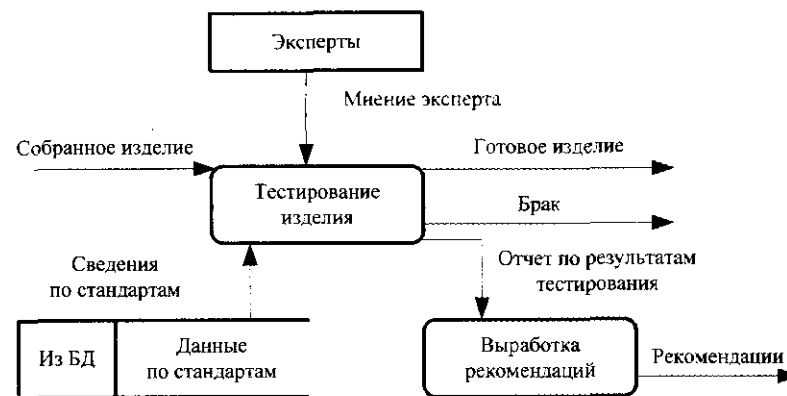 Эксперты
Мнение эксперта
Собранное изделие
Готовое изделие
Тестирование
изделия
Брак
Сведения
по стандартам
Отчет по результатам
тестирования
Из БД
Данные
по стандартам
Выработка
рекомендаций
Рекомендации